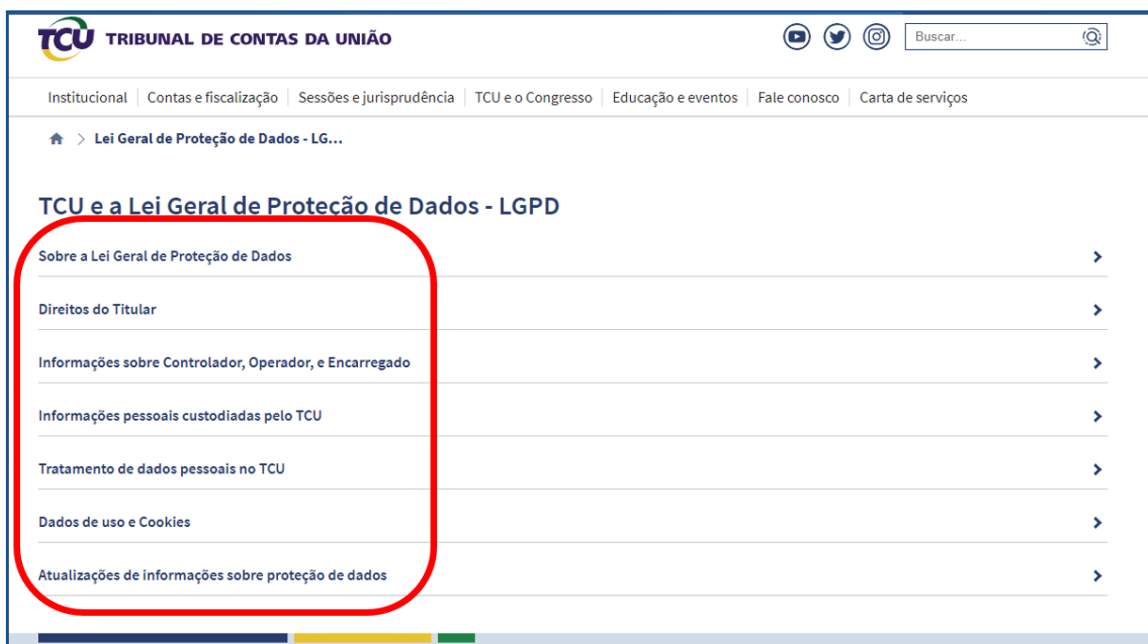 TCU TRIBUNAL DE CONTAS DA UNIÃO
Buscar...
Institucional Contas e fiscalização Sessões e jurisprudência TCU e o Congresso Educação e eventos Fale conosco Carta de serviços
> Lei Geral de Proteção de Dados - LG...
TCU e a Lei Geral de Proteção de Dados - LGPD
Sobre a Lei Geral de Proteção de Dados
Direitos do Titular
Informações sobre Controlador, Operador, e Encarregado
Informações pessoais custodiadas pelo TCU
Tratamento de dados pessoais no TCU
Dados de uso e Cookies
Atualizações de informações sobre proteção de dados